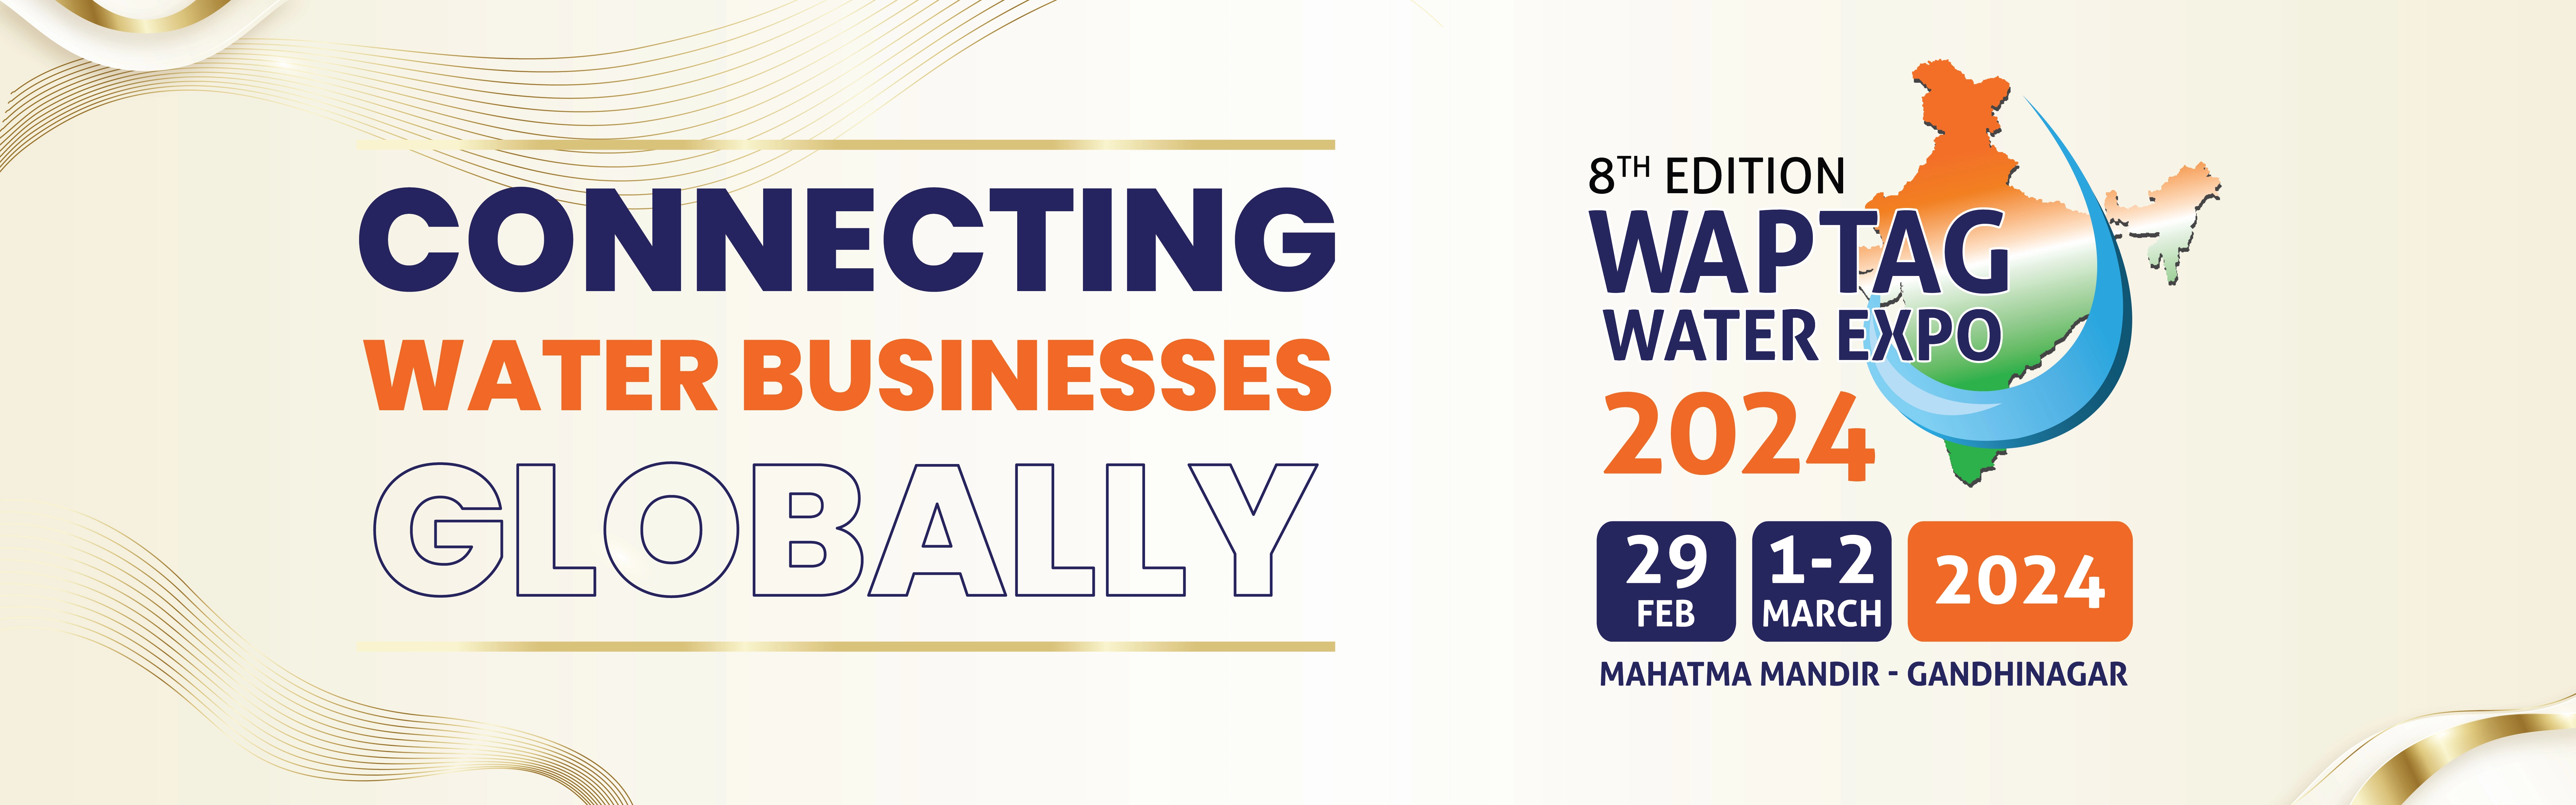 CONNECTING
WATER BUSINESSES
GLOBALLY
8TH EDITION
WAPTAG
WATER EXPO
2024
29 FEB
1-2 MARCH
2024
MAHATMA MANDIR - GANDHINAGAR